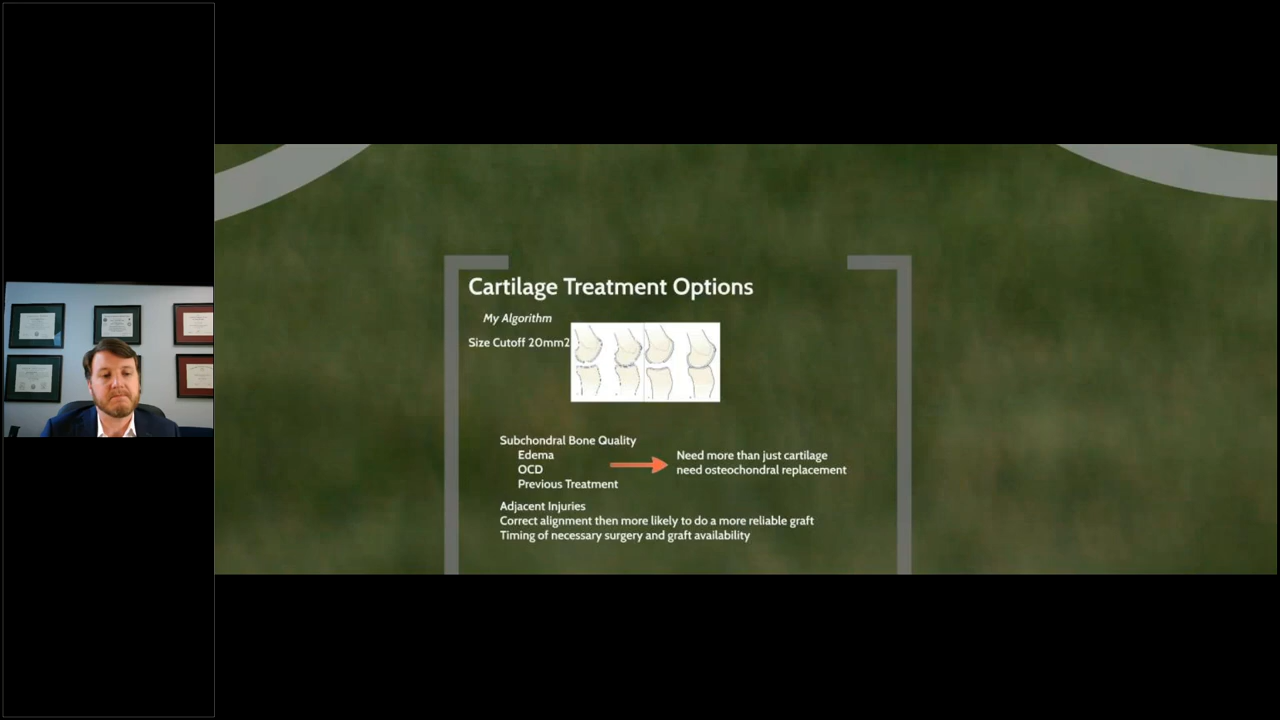 Cartilage Treatment Options
My Algorithm
Size Cutoff 20mm2
Subchondral Bone Quality
Edema
OCD
Previous Treatment
Need more than just cartilage
need osteochondral replacement
Adjacent Injuries
Correct alignment then more likely to do a more reliable graft
Timing of necessary surgery and graft availability